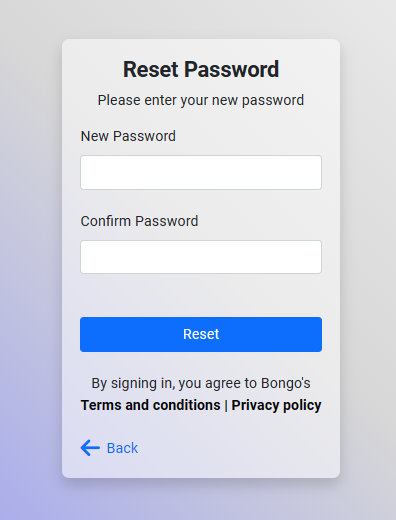 Reset Password
Please enter your new password
New Password
Confirm Password
Reset
By signing in, you agree to Bongo's
Terms and conditions | Privacy policy
Back